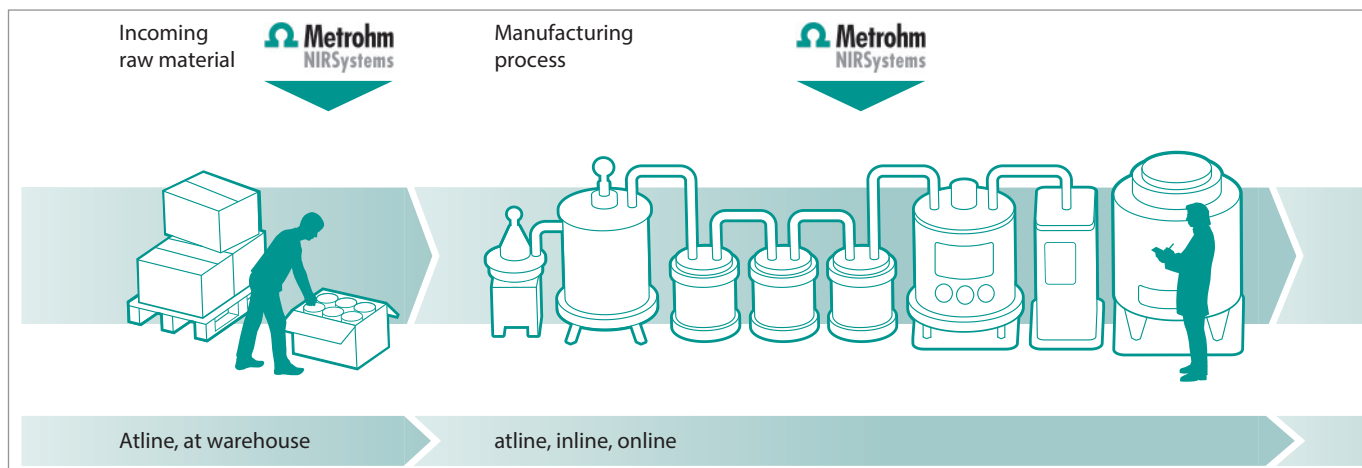 Incoming
raw material
Metrohm
NIRSystems
Manufacturing
process
Metrohm
NIRSystems
Atline, at warehouse
atline, inline, online